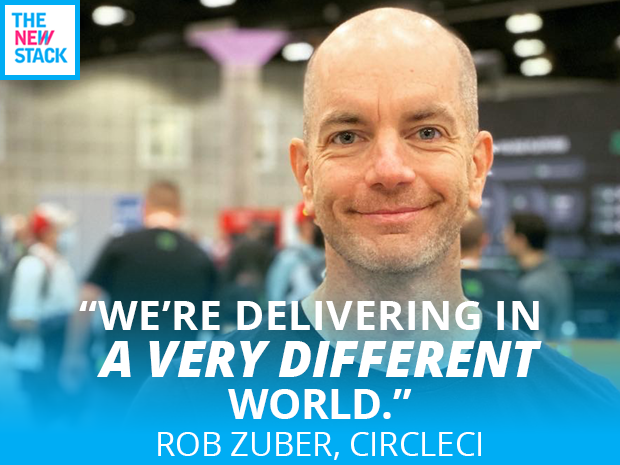 THE
NEW
STACK
“WE’RE DELIVERING IN
A VERY DIFFERENT
WORLD.”
ROB ZUBER, CIRCLECI